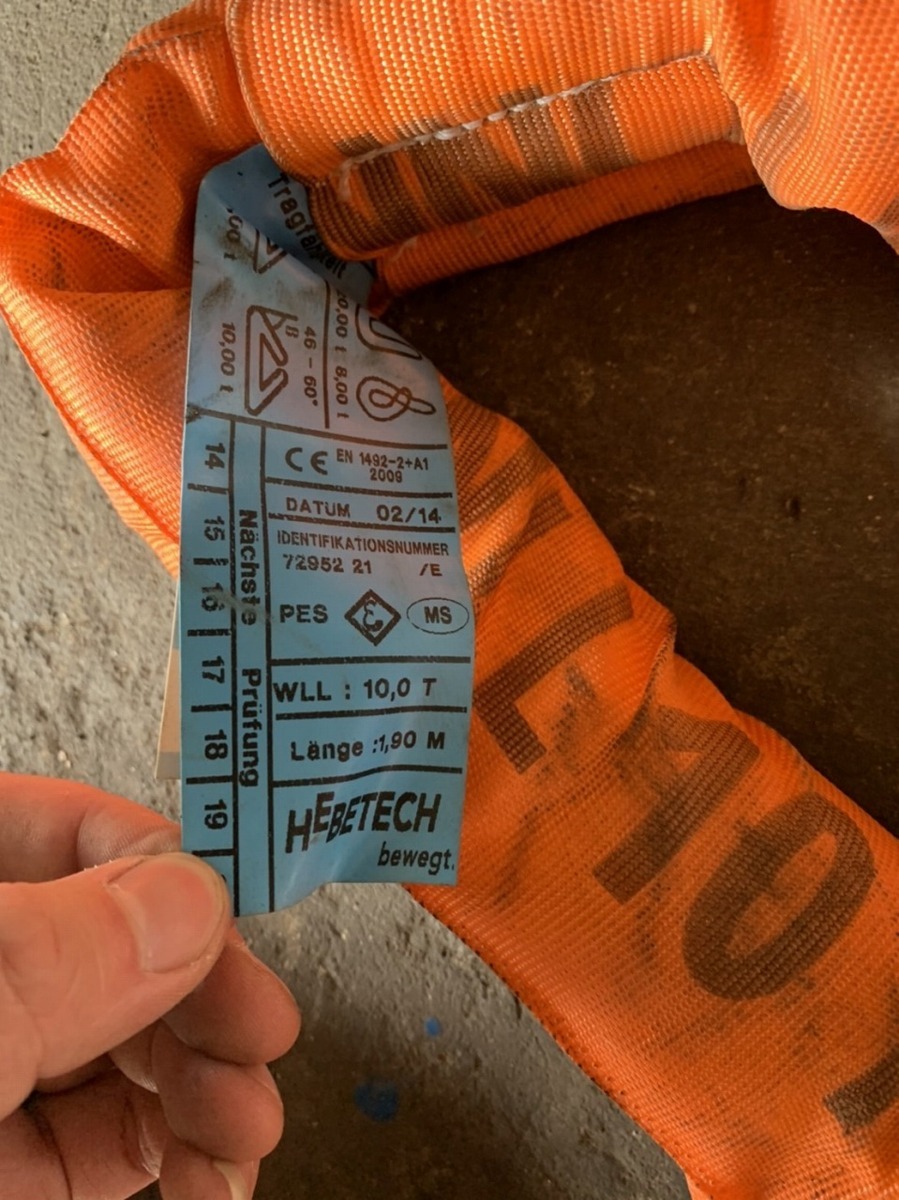 Tragfähigkeit
,00 t
20,00 t 8,00 t
46 – 60°
10,00 t
CE EN 1492-2+A1
2009
DATUM 02/14
IDENTIFIKATIONSNUMMER
72952 21 /E
PES MS
WLL : 10,0 T
Länge :1,90 M
HEBETECH
bewegt.
Nächste Prüfung
14
15
16
17
18
19